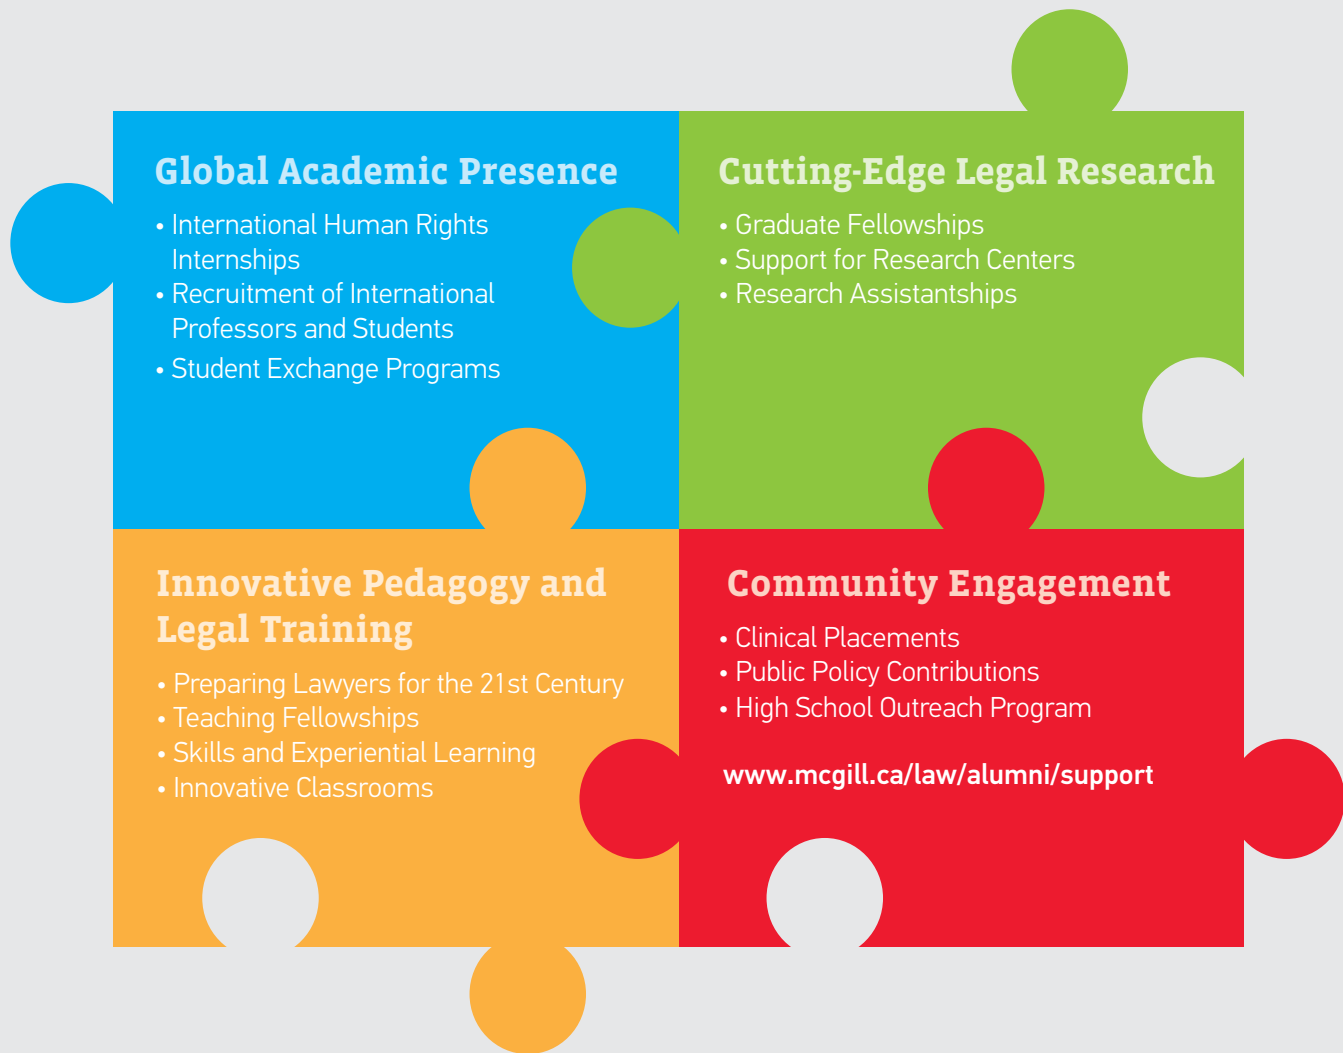 Global Academic Presence
• International Human Rights
Internships
• Recruitment of International
Professors and Students
• Student Exchange Programs
Cutting-Edge Legal Research
• Graduate Fellowships
• Support for Research Centers
• Research Assistantships
Innovative Pedagogy and
Legal Training
• Preparing Lawyers for the 21st Century
• Teaching Fellowships
• Skills and Experiential Learning
• Innovative Classrooms
Community Engagement
• Clinical Placements
• Public Policy Contributions
• High School Outreach Program
www.mcgill.ca/law/alumni/support